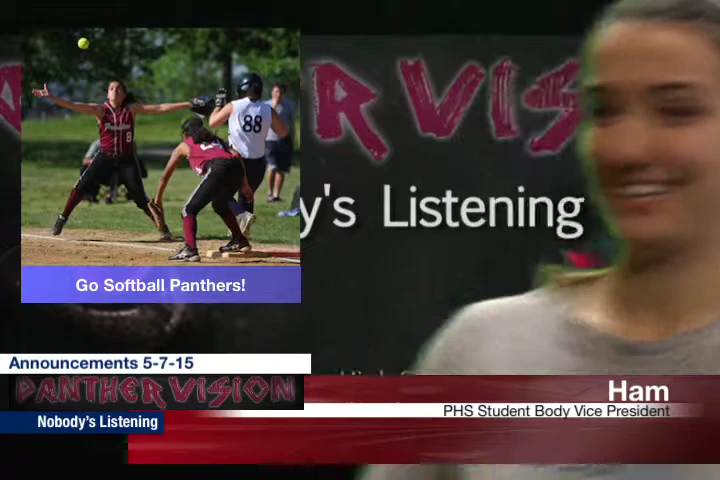 R VIS
y's Listening
88
8
Go Softball Panthers!
Announcements 5-7-15
PANTHER VISION
Nobody's Listening
Ham
PHS Student Body Vice President